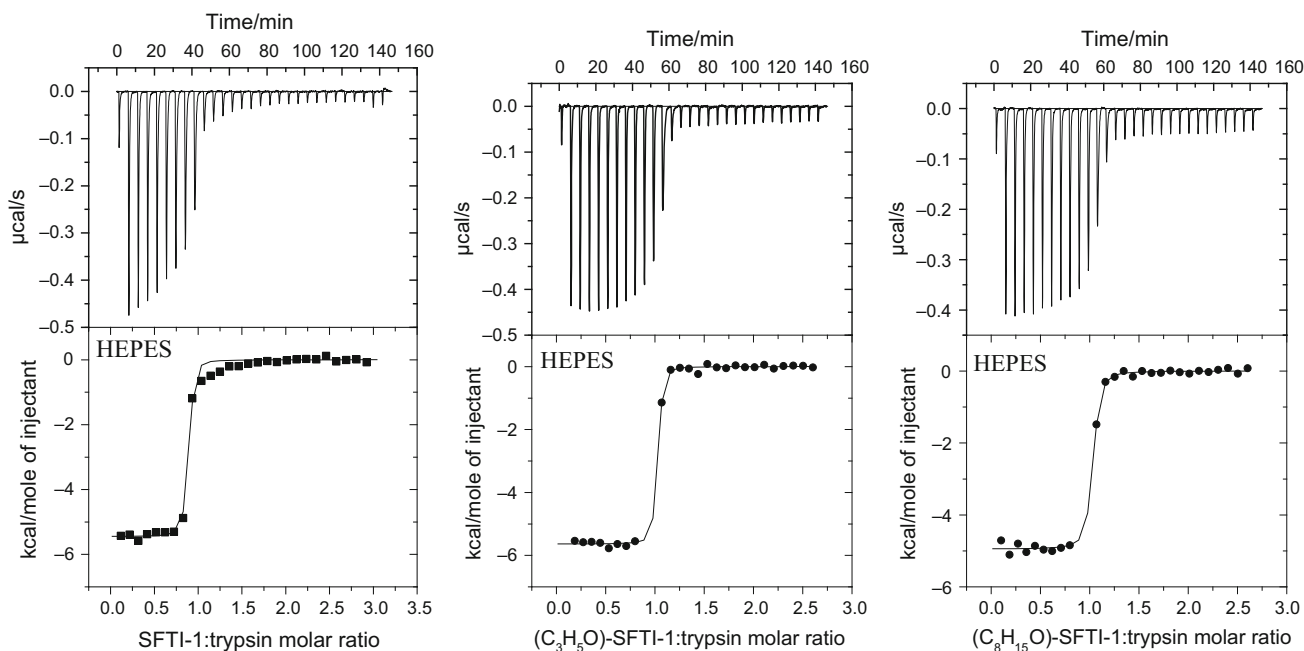 Time/min
0 20 40 60 80 100 120 140 160
0.0
–0.1
–0.2
–0.3
–0.4
–0.5
µcal/s
HEPES
0
–2
–4
–6
kcal/mole of injectant
0.0 0.5 1.0 1.5 2.0 2.5 3.0 3.5
SFTI-1:trypsin molar ratio
Time/min
0 20 40 60 80 100 120 140 160
0.0
–0.1
–0.2
–0.3
–0.4
–0.5
µcal/s
HEPES
0
–2
–4
–6
kcal/mole of injectant
0.0 0.5 1.0 1.5 2.0 2.5 3.0
(C₃H₅O)-SFTI-1:trypsin molar ratio
Time/min
0 20 40 60 80 100 120 140 160
0.0
–0.1
–0.2
–0.3
–0.4
µcal/s
HEPES
0
–2
–4
–6
kcal/mole of injectant
0.0 0.5 1.0 1.5 2.0 2.5 3.0
(C₈H₁₅O)-SFTI-1:trypsin molar ratio